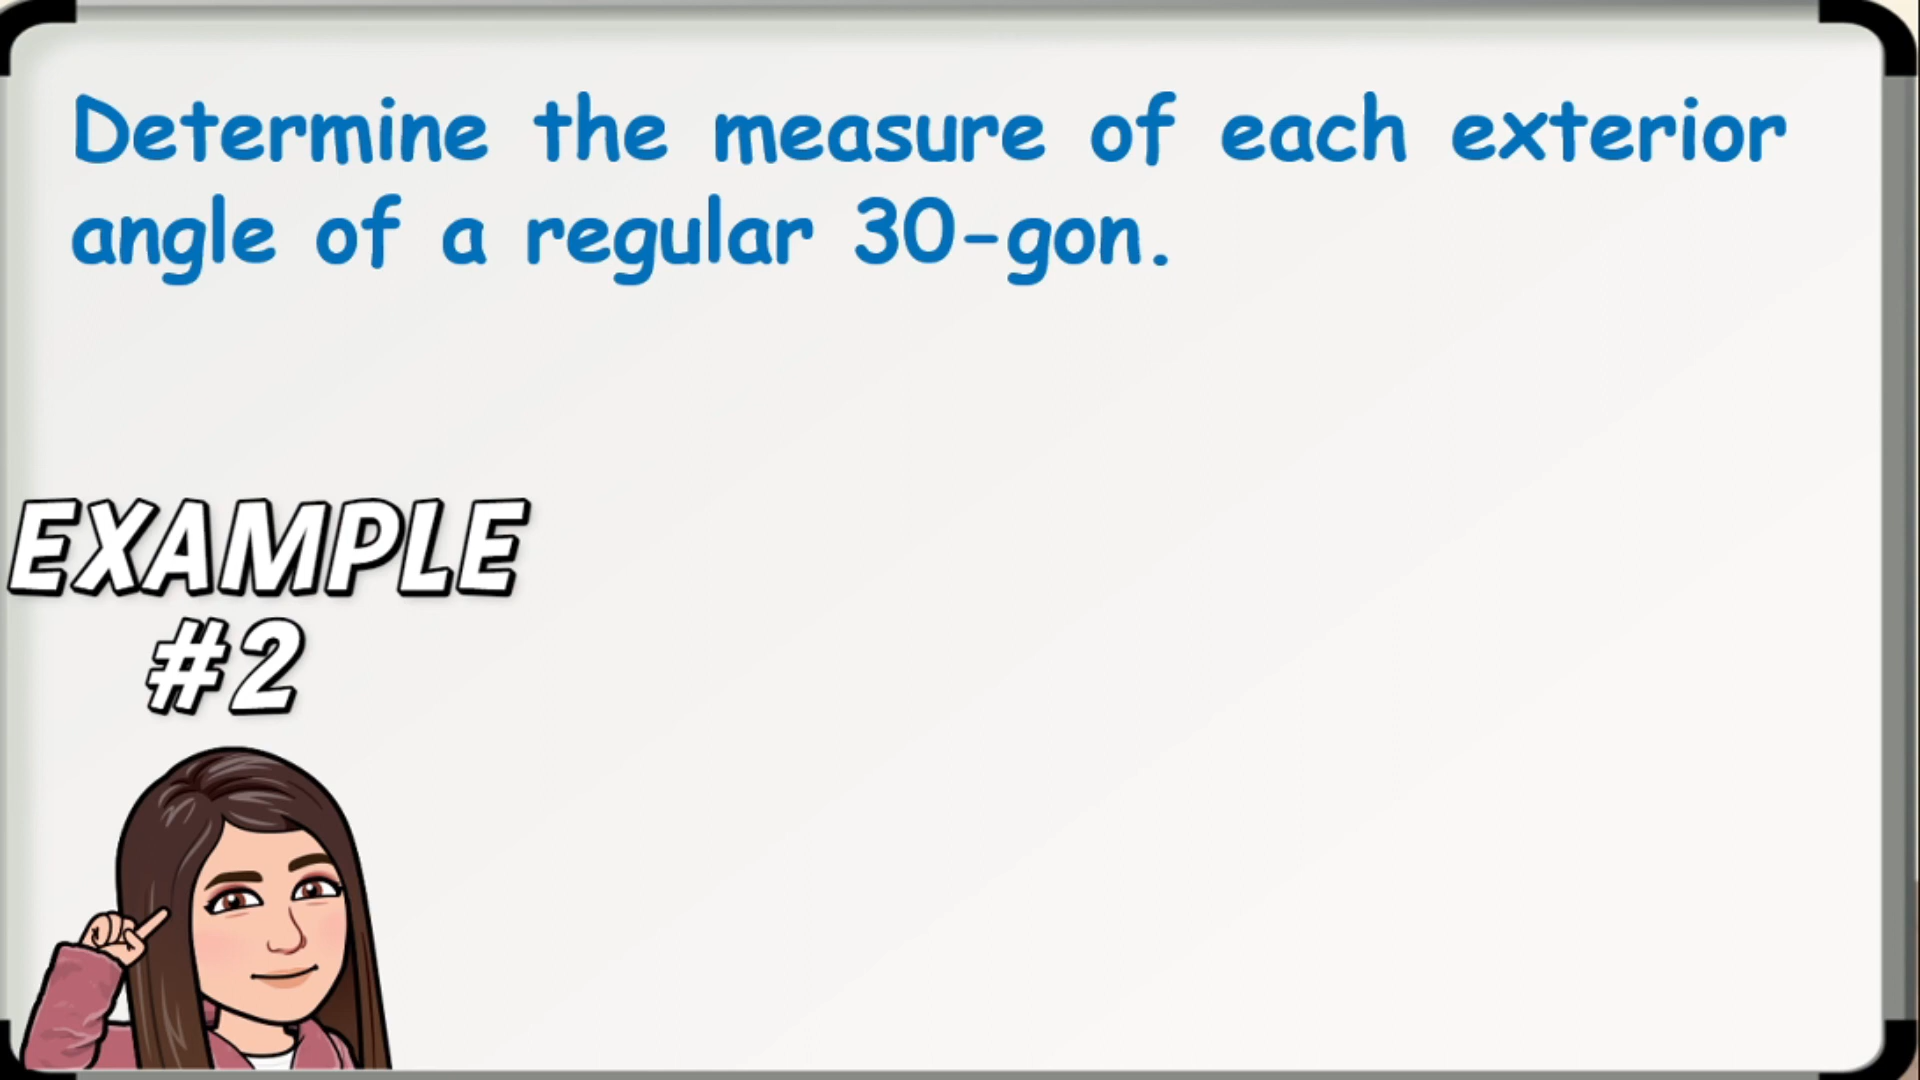 Determine the measure of each exterior
angle of a regular 30-gon.
EXAMPLE
#2